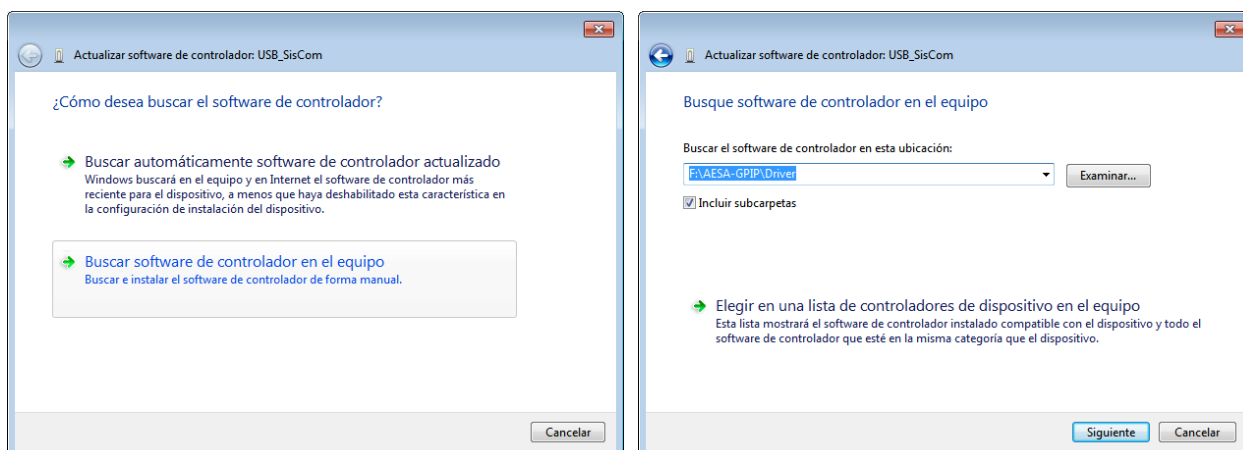 Actualizar software de controlador: USB_SisCom
¿Cómo desea buscar el software de controlador?
Buscar automáticamente software de controlador actualizado
Windows buscará en el equipo y en Internet el software de controlador más
reciente para el dispositivo, a menos que haya deshabilitado esta característica en
la configuración de instalación del dispositivo.
Buscar software de controlador en el equipo
Buscar e instalar el software de controlador de forma manual.
Cancelar
Actualizar software de controlador: USB_SisCom
Busque software de controlador en el equipo
Buscar el software de controlador en esta ubicación:
F:\AESA-GPIP\Driver
Examinar...
Incluir subcarpetas
Elegir en una lista de controladores de dispositivo en el equipo
Esta lista mostrará el software de controlador instalado compatible con el dispositivo y todo el
software de controlador que esté en la misma categoría que el dispositivo.
Siguiente
Cancelar